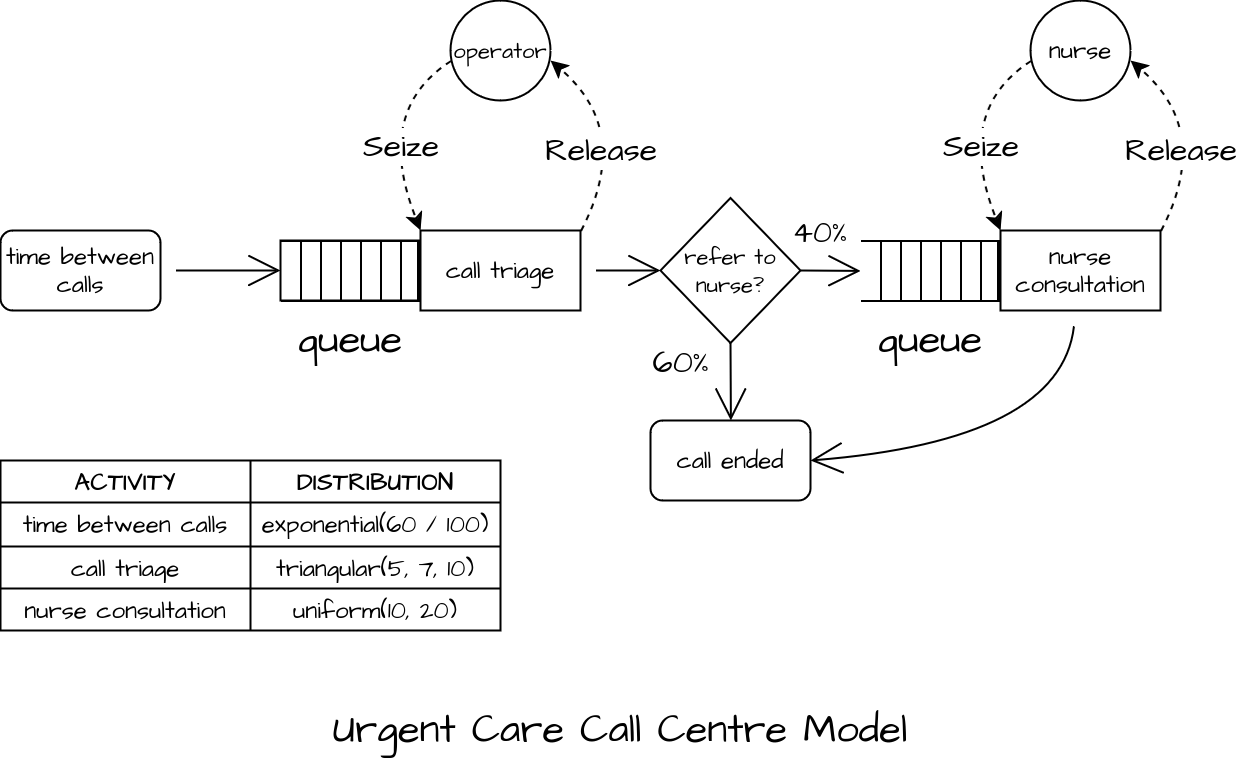 operator
nurse
Seize
Release
Seize
Release
time between
calls
call triage
refer to
nurse?
40%
nurse
consultation
queue
60%
queue
call ended
ACTIVITY DISTRIBUTION
time between calls exponential(60 / 100)
call triage triangular(5, 7, 10)
nurse consultation uniform(10, 20)
Urgent Care Call Centre Model